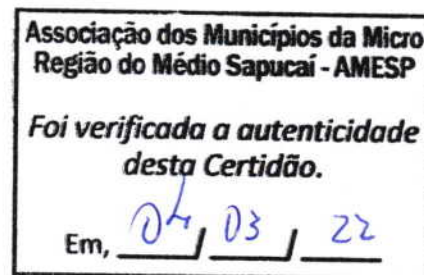 Associação dos Municípios da Micro
Região do Médio Sapucaí - AMESP
Foi verificada a autenticidade
desta Certidão.
Em, 04 / 03 / 22